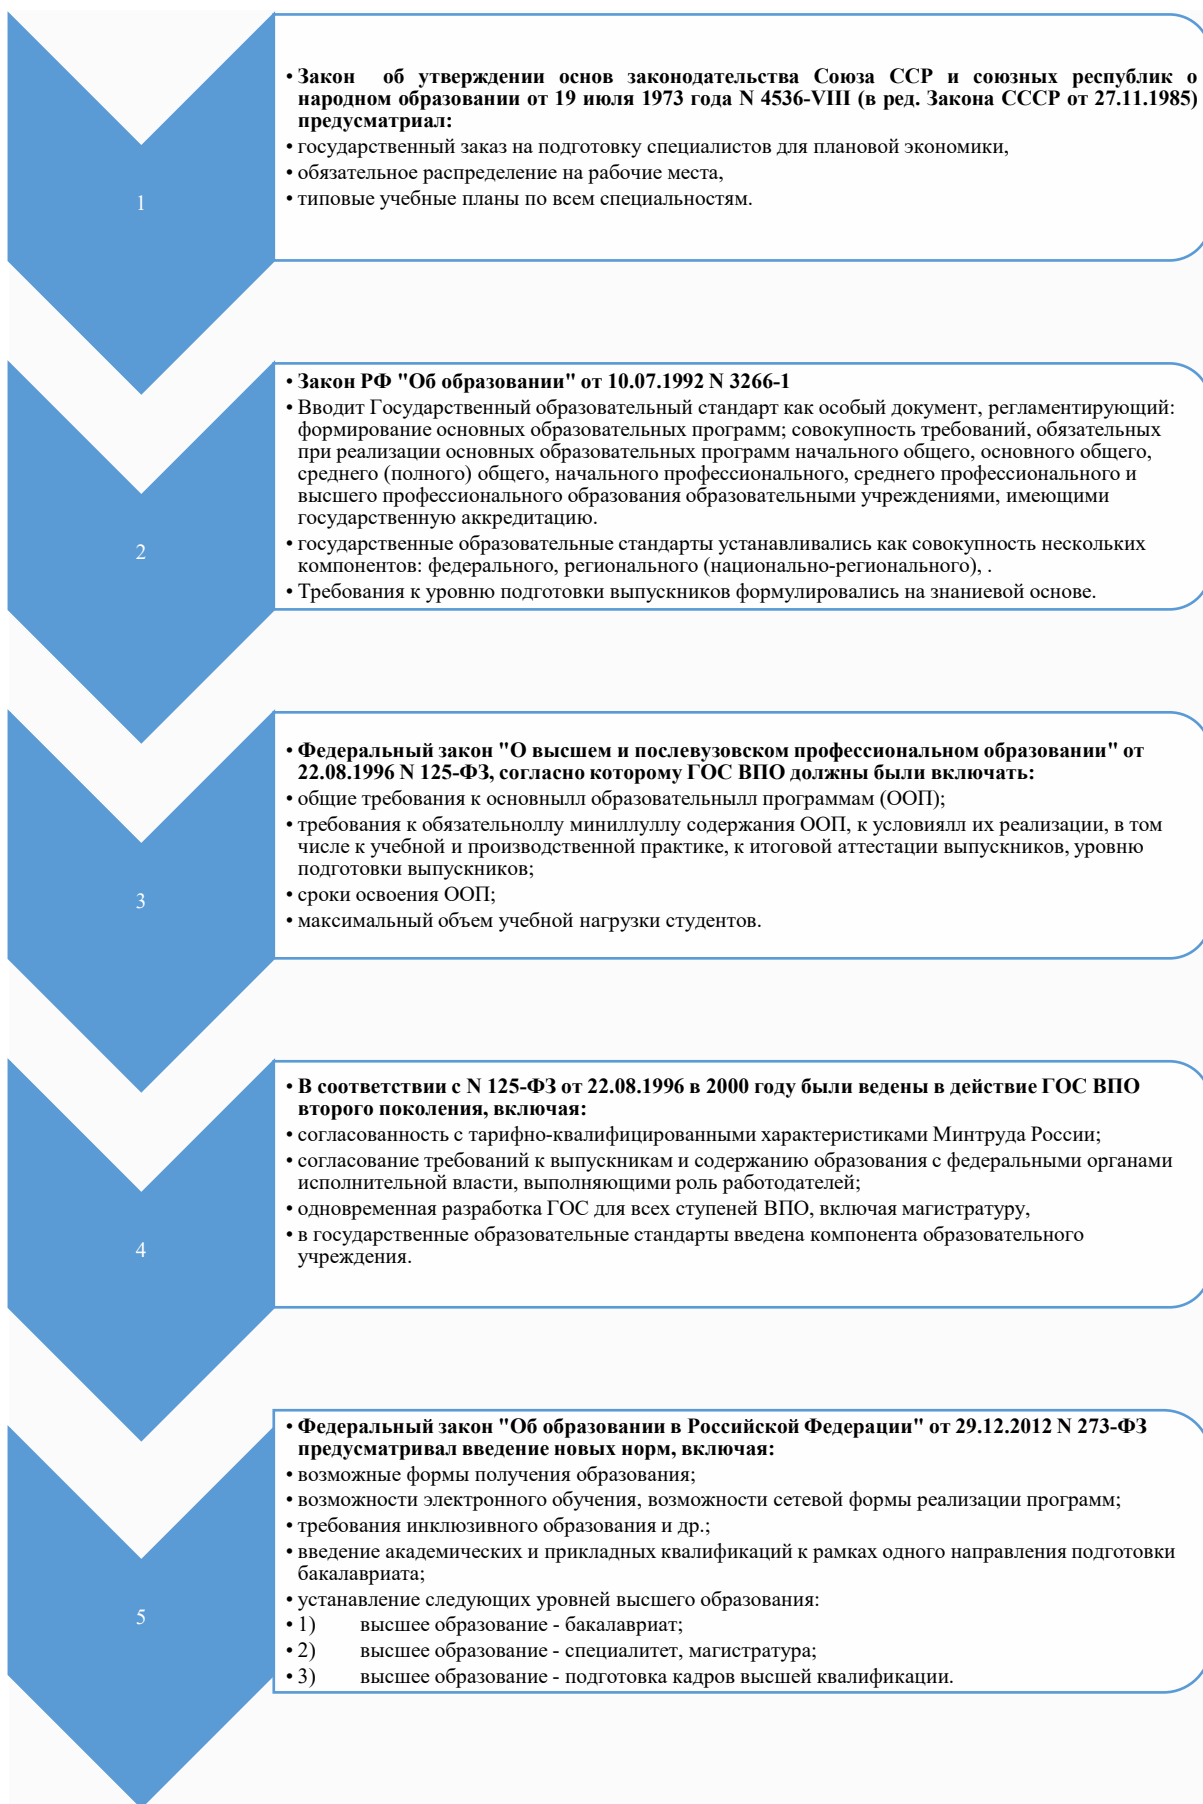 1
• Закон об утверждении основ законодательства Союза ССР и союзных республик о
народном образовании от 19 июля 1973 года N 4536-VIII (в ред. Закона СССР от 27.11.1985)
предусматриал:
• государственный заказ на подготовку специалистов для плановой экономики,
• обязательное распределение на рабочие места,
• типовые учебные планы по всем специальностям.
2
• Закон РФ "Об образовании" от 10.07.1992 N 3266-1
• Вводит Государственный образовательный стандарт как особый документ, регламентирующий:
формирование основных образовательных программ; совокупность требований, обязательных
при реализации основных образовательных программ начального общего, основного общего,
среднего (полного) общего, начального профессионального, среднего профессионального и
высшего профессионального образования образовательными учреждениями, имеющими
государственную аккредитацию.
• государственные образовательные стандарты устанавливались как совокупность нескольких
компонентов: федерального, регионального (национально-регионального), .
• Требования к уровню подготовки выпускников формулировались на знаниевой основе.
3
• Федеральный закон "О высшем и послевузовском профессиональном образовании" от
22.08.1996 N 125-ФЗ, согласно которому ГОС ВПО должны были включать:
• общие требования к основнылл образовательнылл программам (ООП);
• требования к обязательноллу миниллуллу содержания ООП, к условиялл их реализации, в том
числе к учебной и производственной практике, к итоговой аттестации выпускников, уровню
подготовки выпускников;
• сроки освоения ООП;
• максимальный объем учебной нагрузки студентов.
4
• В соответствии с N 125-ФЗ от 22.08.1996 в 2000 году были ведены в действие ГОС ВПО
второго поколения, включая:
• согласованность с тарифно-квалифицированными характеристиками Минтруда России;
• согласование требований к выпускникам и содержанию образования с федеральными органами
исполнительной власти, выполняющими роль работодателей;
• одновременная разработка ГОС для всех ступеней ВПО, включая магистратуру,
• в государственные образовательные стандарты введена компонента образовательного
учреждения.
5
• Федеральный закон "Об образовании в Российской Федерации" от 29.12.2012 N 273-ФЗ
предусматривал введение новых норм, включая:
• возможные формы получения образования;
• возможности электронного обучения, возможности сетевой формы реализации программ;
• требования инклюзивного образования и др.;
• введение академических и прикладных квалификаций к рамках одного направления подготовки
бакалавриата;
• устанавление следующих уровней высшего образования:
• 1) высшее образование - бакалавриат;
• 2) высшее образование - специалитет, магистратура;
• 3) высшее образование - подготовка кадров высшей квалификации.